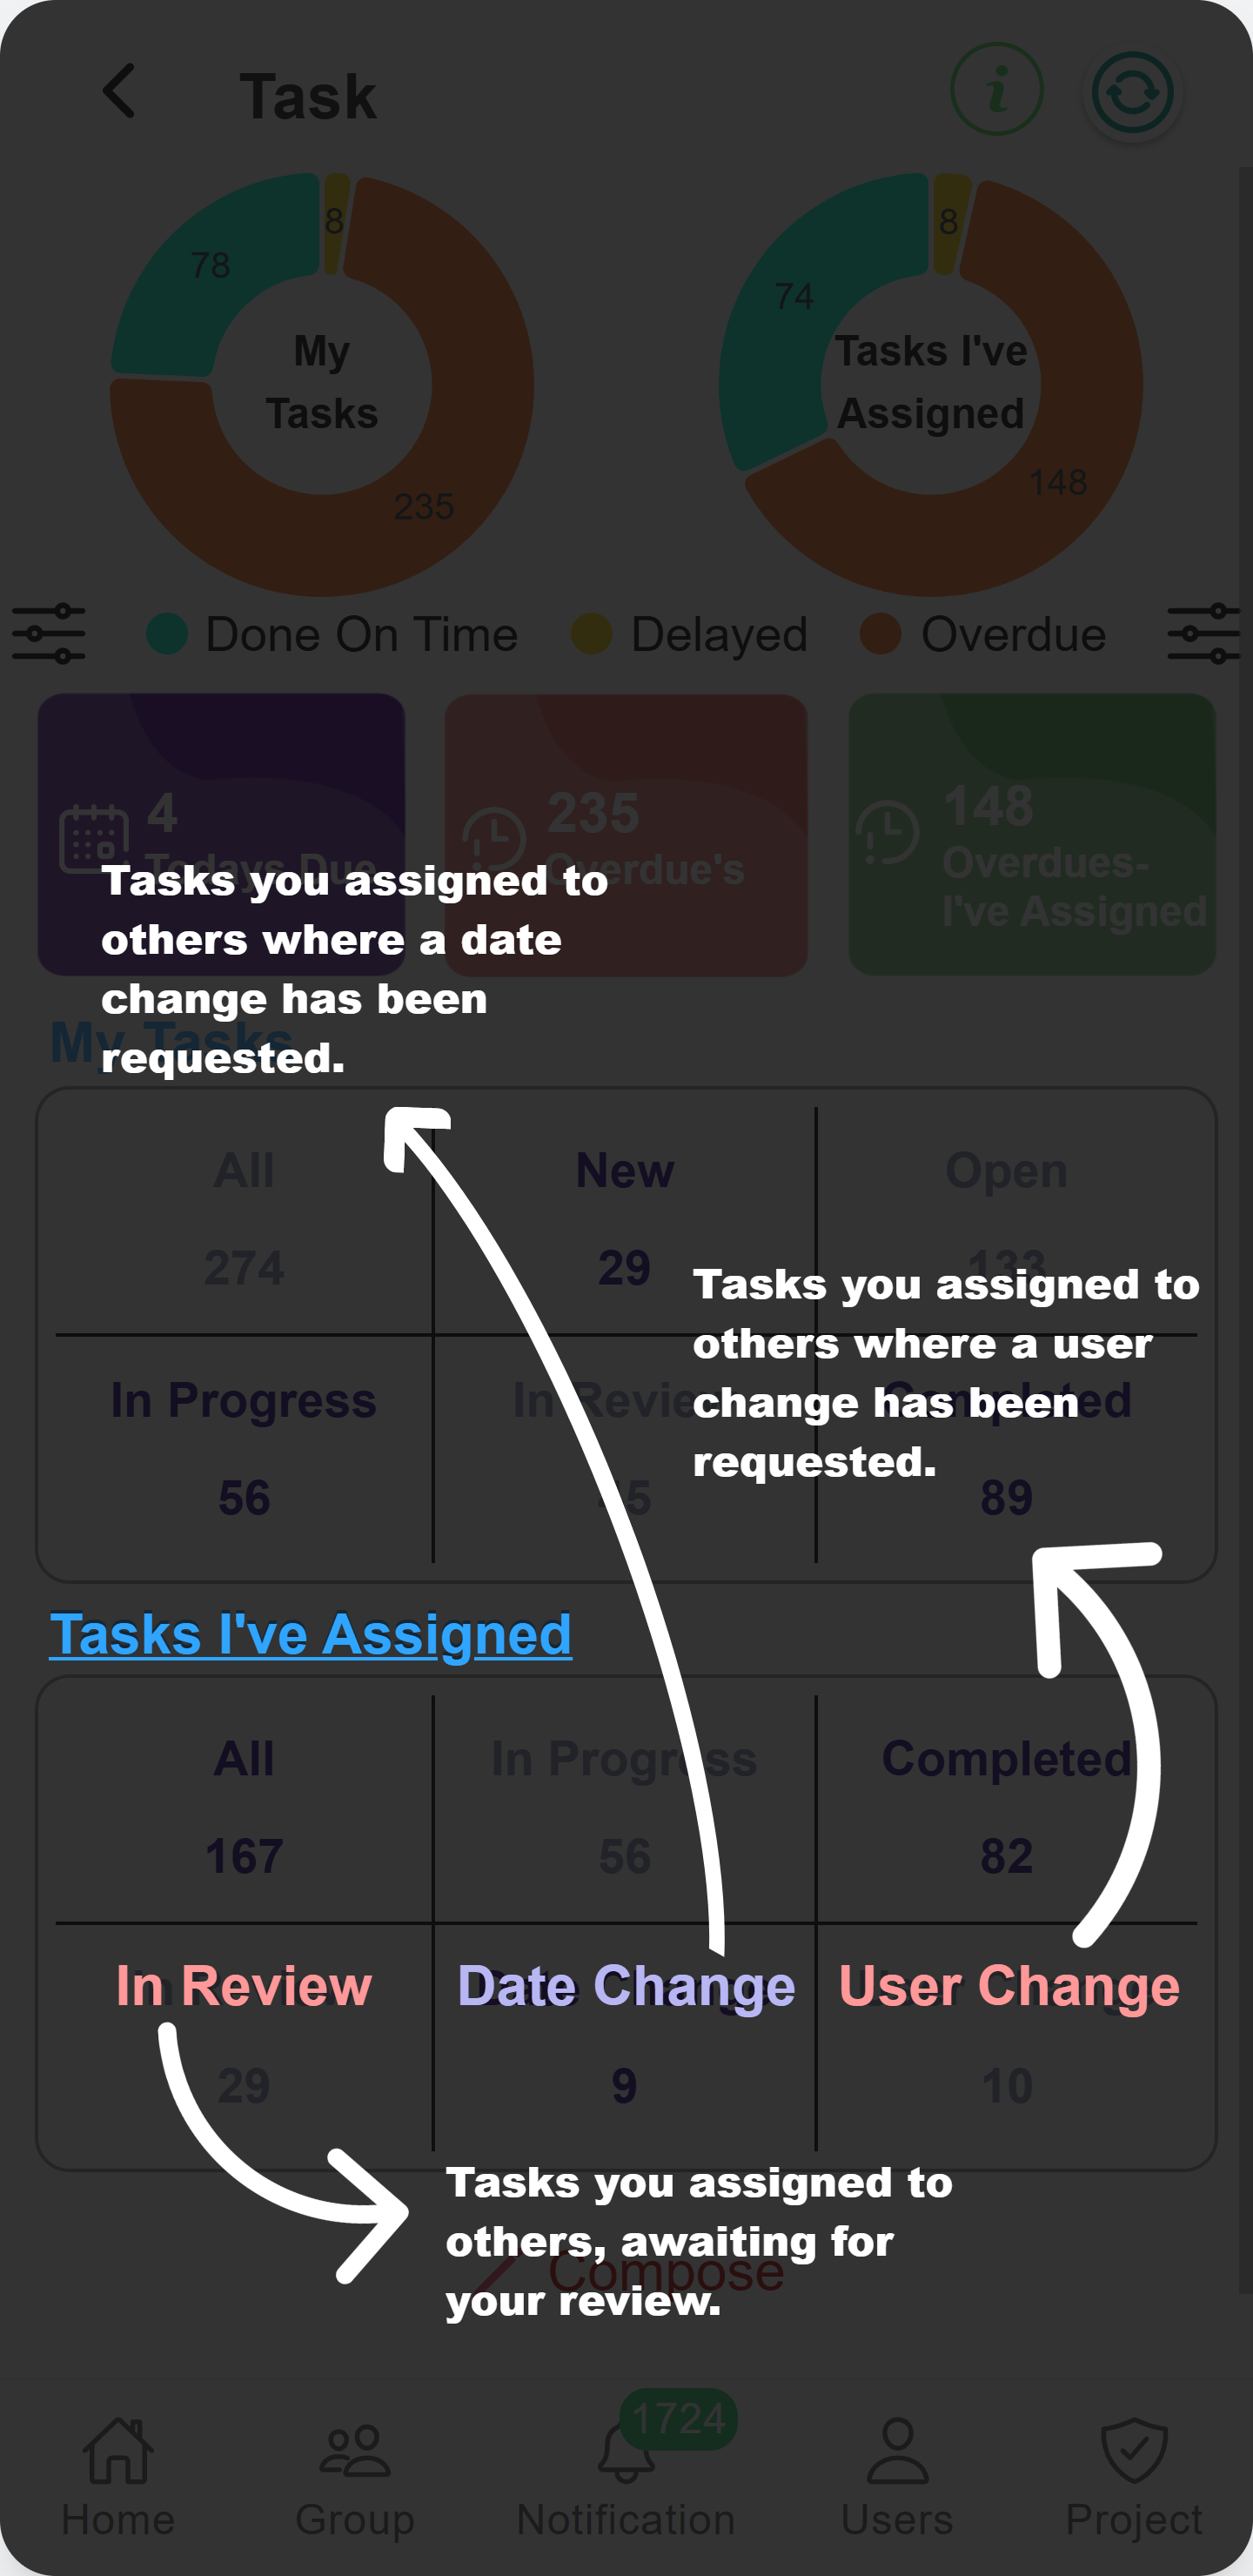 Task
78
8
235
My
Tasks
74
8
148
Tasks I've
Assigned
Done On Time
Delayed
Overdue
4
Todays Due
235
Overdue's
148
Overdues-
I've Assigned
Tasks you assigned to
others where a date
change has been
requested.
My Tasks
All
274
New
29
Open
133
Tasks you assigned to
others where a user
change has been
requested.
In Progress
56
In Review
Completed
89
Tasks I've Assigned
All
167
In Progress
56
Completed
82
In Review
29
Date Change
9
User Change
10
Tasks you assigned to
others, awaiting for
your review.
Compose
1724
Home
Group
Notification
Users
Project